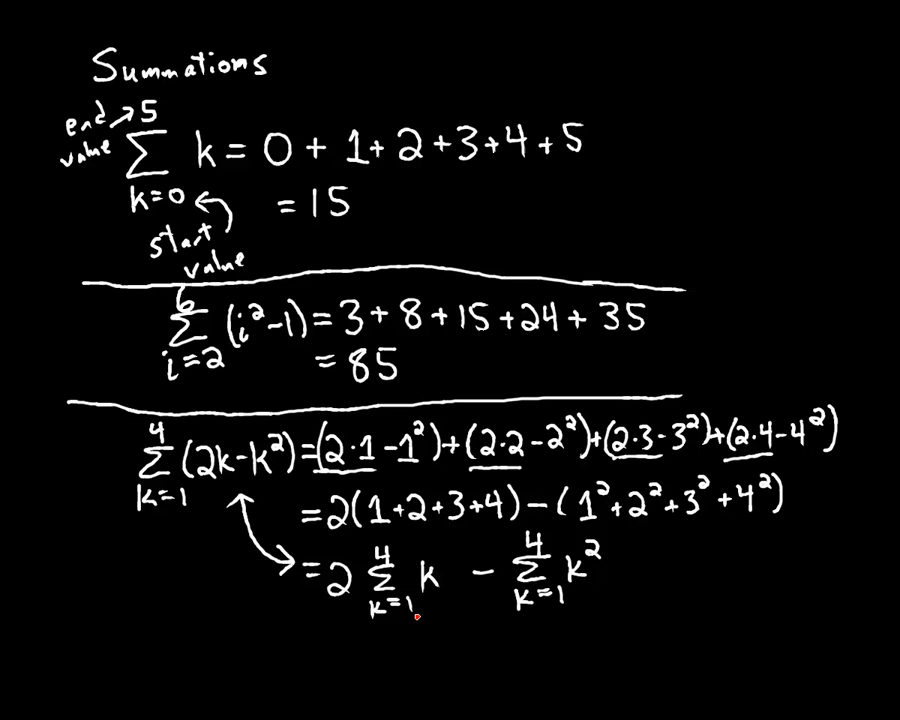 Summations
end → 5
value ∑ k = 0 + 1 + 2 + 3 + 4 + 5
k=0 = 15
start
value
6
∑ (i² - 1) = 3 + 8 + 15 + 24 + 35
i=2 = 85
4
∑ (2k - k²) = (2·1 - 1²) + (2·2 - 2²) + (2·3 - 3²) + (2·4 - 4²)
k=1 = 2(1+2+3+4) - (1² + 2² + 3² + 4²)
4 4
= 2 ∑ k - ∑ k²
k=1 k=1